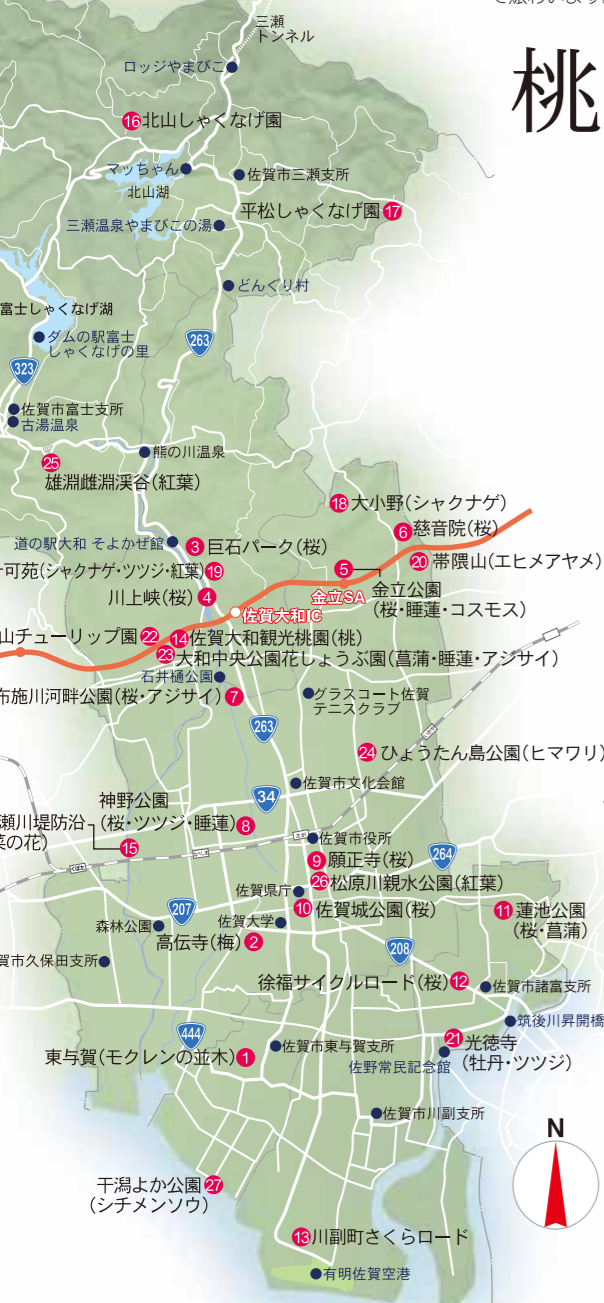 三瀬
トンネル
桃
ロッジやまびこ
16 北山しゃくなげ園
マッちゃん
北山湖
佐賀市三瀬支所
平松しゃくなげ園 17
三瀬温泉やまびこの湯
どんぐり村
富士しゃくなげ湖
ダムの駅富士
しゃくなげの里
263
323
佐賀市富士支所
古湯温泉
熊の川温泉
25
雄淵雌淵渓谷(紅葉)
18 大小野(シャクナゲ)
6 慈音院(桜)
道の駅大和 そよかぜ館
3 巨石パーク(桜)
20 帯隈山(エヒメアヤメ)
可苑(シャクナゲ・ツツジ・紅葉) 19
5 金立公園
(桜・睡蓮・コスモス)
金立SA
川上峡(桜) 4
佐賀大和IC
山チューリップ園 22
14 佐賀大和観光桃園(桃)
23 大和中央公園花しょうぶ園(菖蒲・睡蓮・アジサイ)
石井樋公園
布施川河畔公園(桜・アジサイ) 7
グラスコート佐賀
テニスクラブ
263
24 ひょうたん島公園(ヒマワリ)
佐賀市文化会館
34
神野公園
(桜・ツツジ・睡蓮) 8
瀬川堤防沿
菜の花)
15
さが
佐賀市役所
9 願正寺(桜)
264
26 松原川親水公園(紅葉)
佐賀県庁
10 佐賀城公園(桜)
11 蓮池公園
(桜・菖蒲)
207
佐賀大学
森林公園
高伝寺(梅) 2
208
賀市久保田支所
徐福サイクルロード(桜) 12
佐賀市諸富支所
筑後川昇開橋
444
21 光徳寺
(牡丹・ツツジ)
佐賀市東与賀支所
東与賀(モクレンの並木) 1
佐野常民記念館
佐賀市川副支所
N
干潟よか公園 27
(シチメンソウ)
13 川副町さくらロード
有明佐賀空港